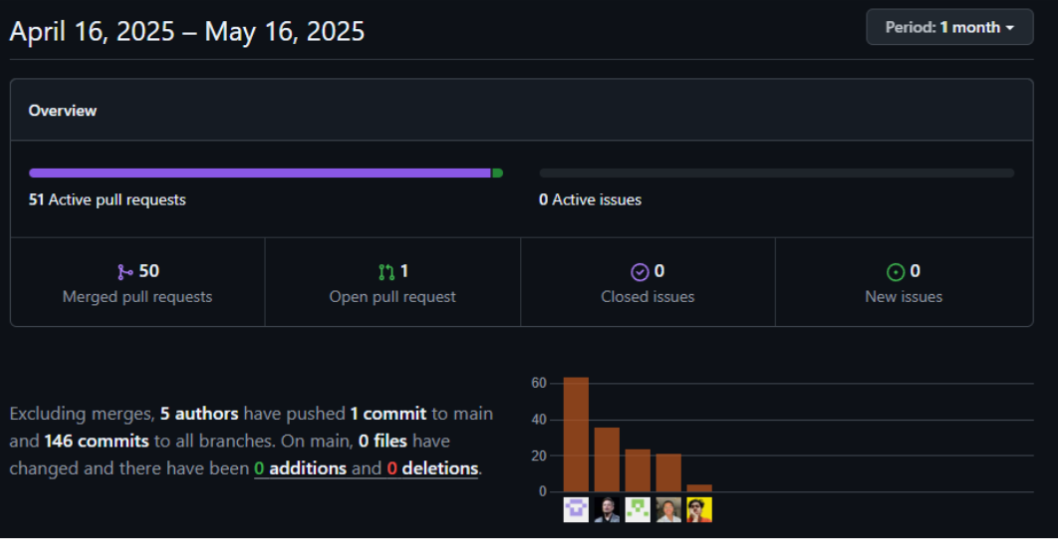 April 16, 2025 – May 16, 2025
Period: 1 month
Overview
51 Active pull requests
0 Active issues
50
Merged pull requests
1
Open pull request
0
Closed issues
0
New issues
Excluding merges, 5 authors have pushed 1 commit to main
and 146 commits to all branches. On main, 0 files have
changed and there have been 0 additions and 0 deletions.
60
40
20
0